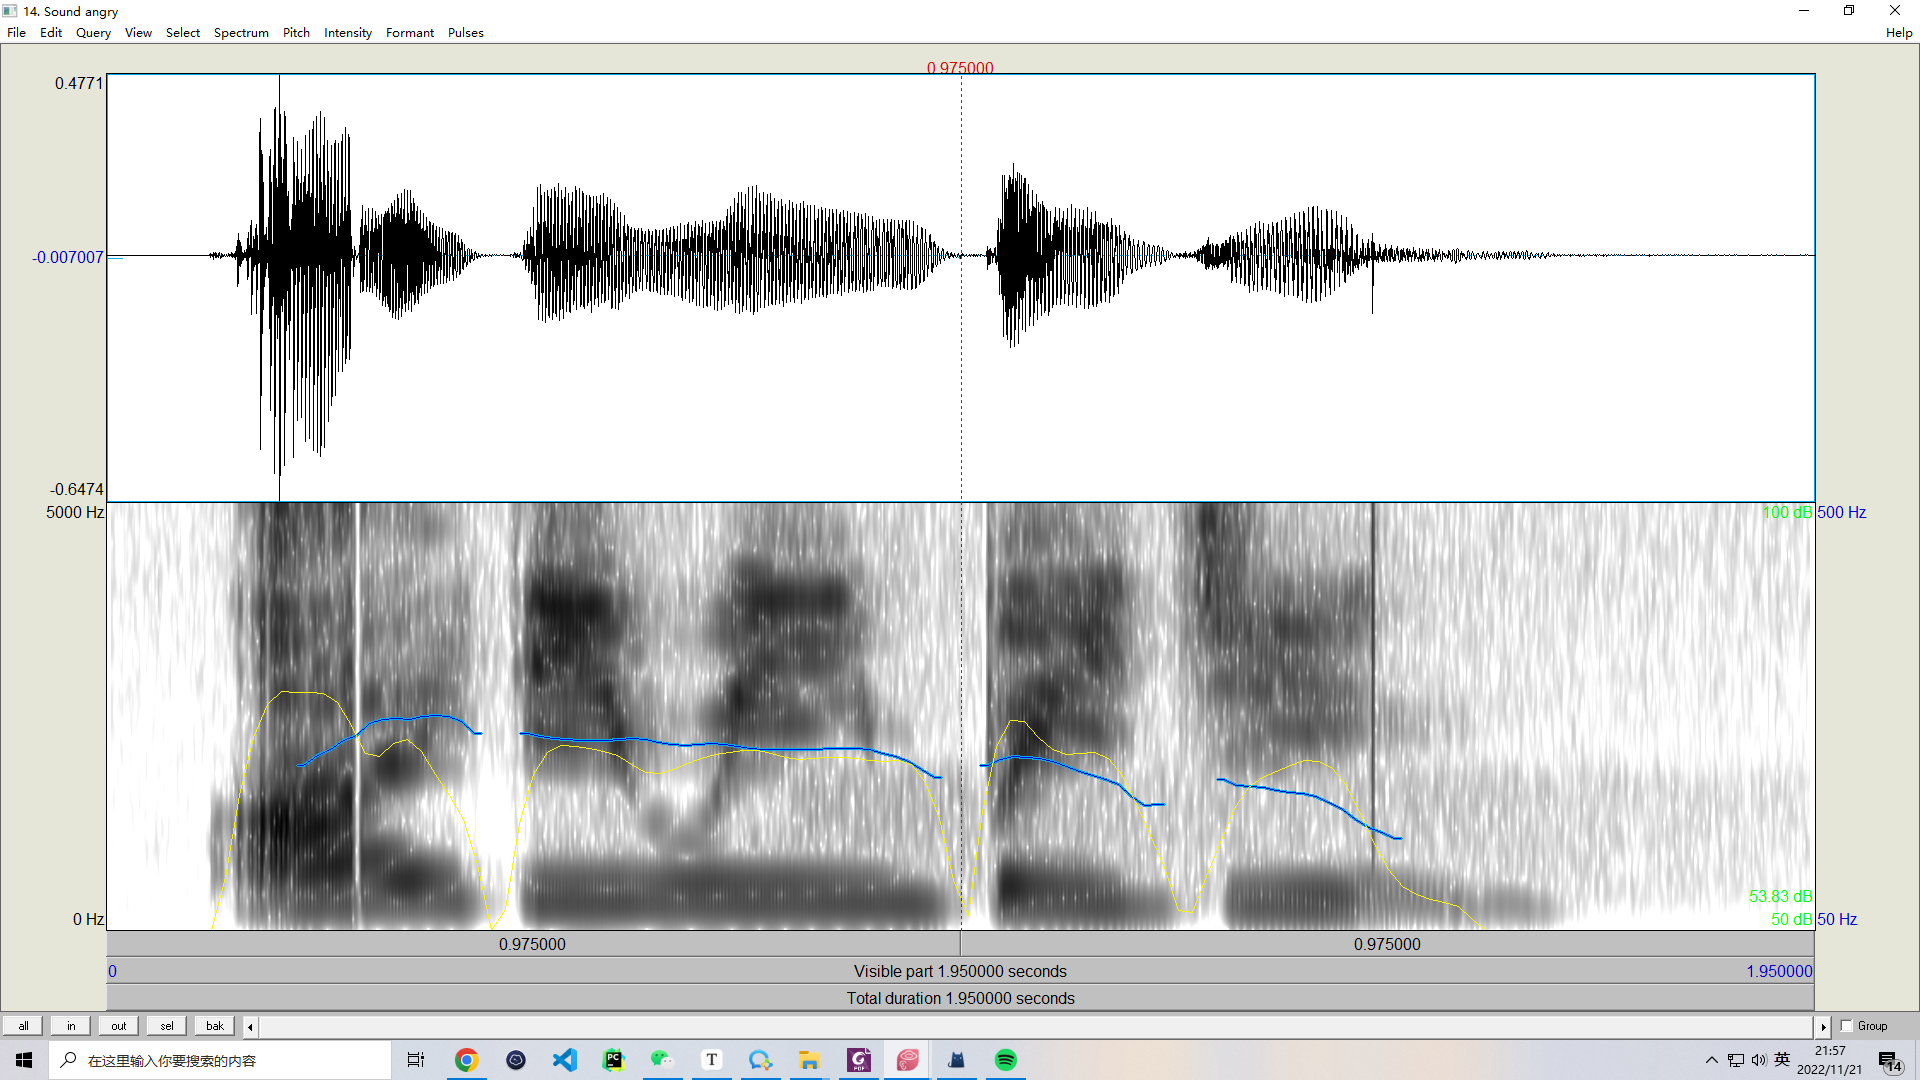 14. Sound angry
File Edit Query View Select Spectrum Pitch Intensity Formant Pulses Help
0.975000
0.4771
-0.007007
-0.6474
5000 Hz
100 dB 500 Hz
53.83 dB
0 Hz
50 dB 50 Hz
0.975000 0.975000
0 Visible part 1.950000 seconds 1.950000
Total duration 1.950000 seconds
all in out sel bak Group
在这里输入你要搜索的内容
PC
T
G
PDF
英
21:57
2022/11/21
14